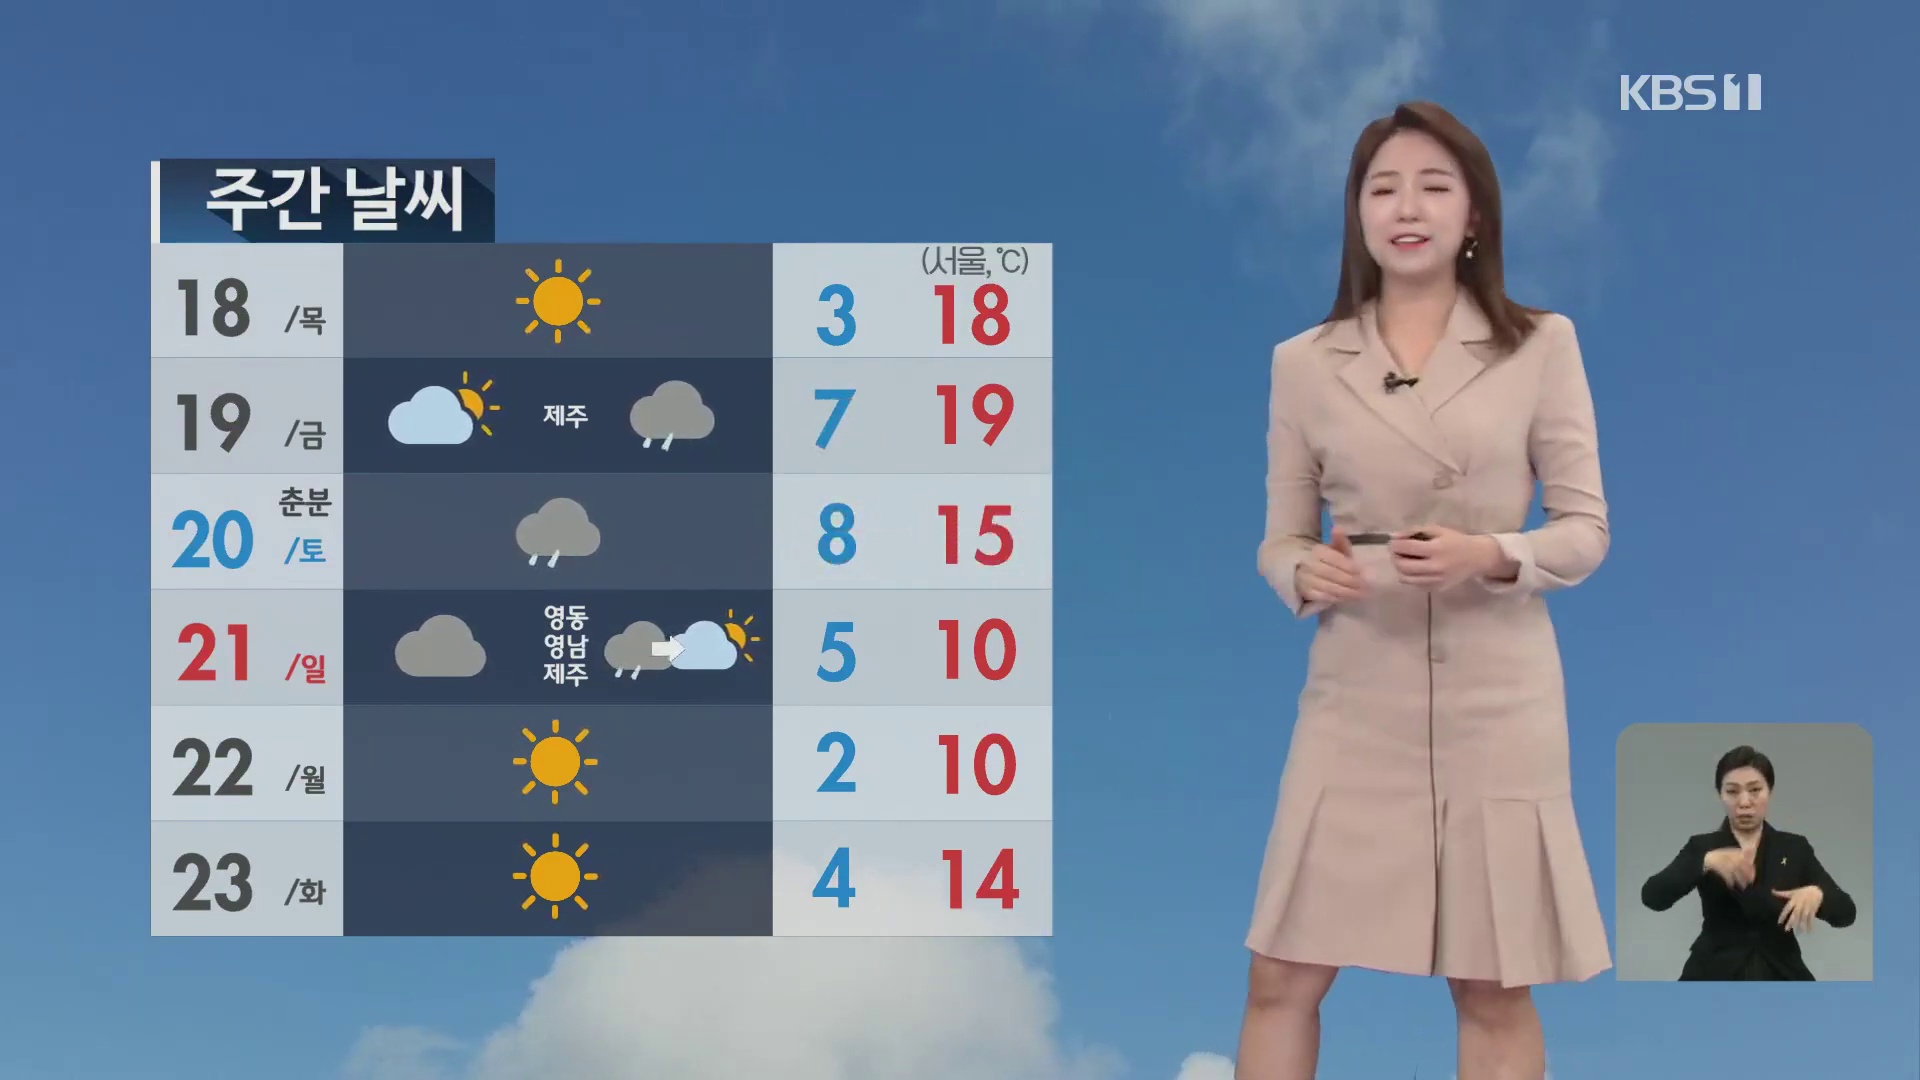 KBS 1
주간 날씨
(서울, ℃)
18 /목 3 18
19 /금 제주 7 19
춘분
20 /토 8 15
영동
21 /일 영남 5 10
제주
22 /월 2 10
23 /화 4 14